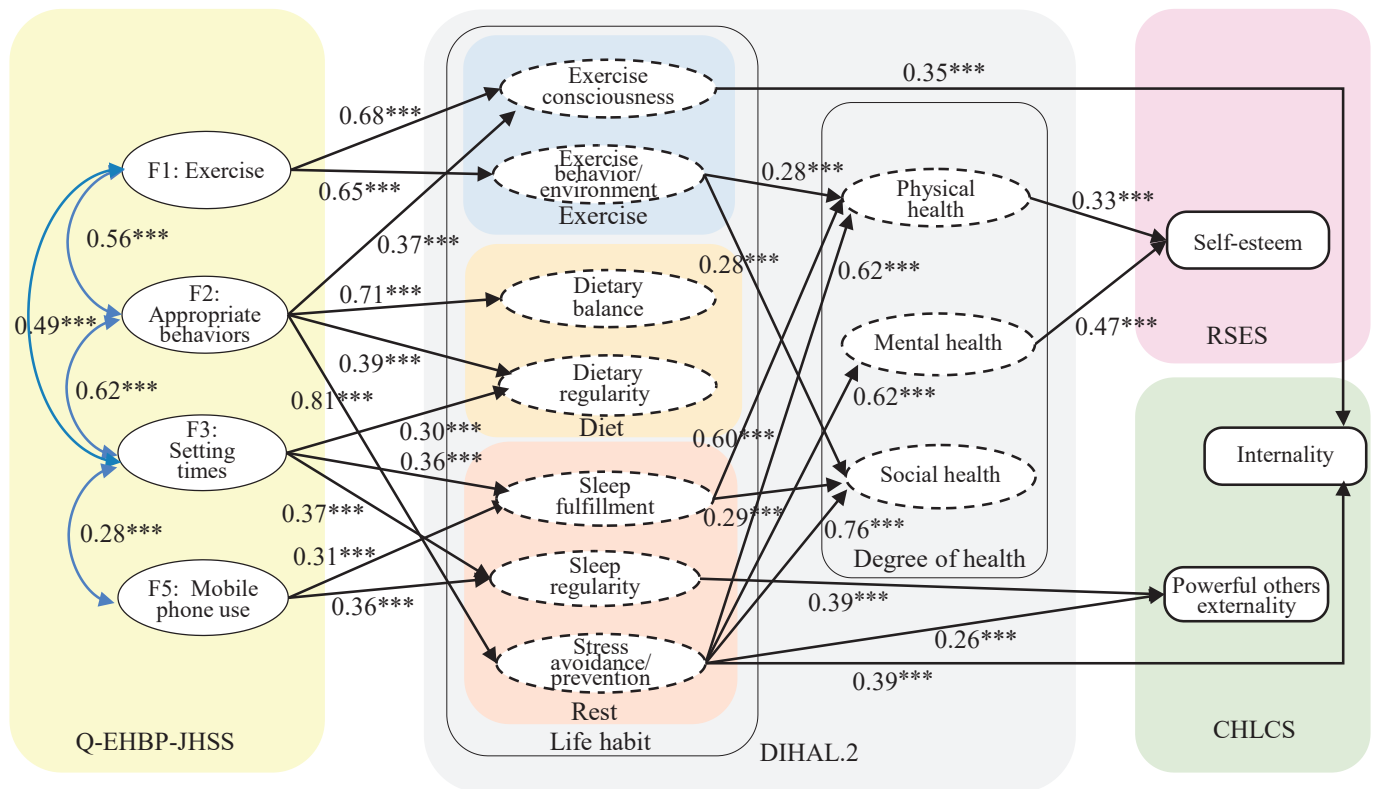 Exercise
consciousness
0.35***
0.68***
F1: Exercise
Exercise
behavior/
environment
Exercise
0.65***
0.28***
Physical
health
0.33***
Self-esteem
0.56***
0.37***
0.28***
0.62***
F2:
Appropriate
behaviors
0.71***
Dietary
balance
0.49***
Mental health
0.47***
RSES
0.39***
Dietary
regularity
Diet
0.62***
0.81***
0.62***
F3:
Setting
times
0.30***
0.36***
0.60***
Internality
Sleep
fulfillment
Social health
0.37***
0.29***
0.76***
0.28***
0.31***
Degree of health
F5: Mobile
phone use
0.36***
Sleep
regularity
0.39***
Powerful others
externality
0.26***
Stress
avoidance/
prevention
0.39***
Rest
Life habit
Q-EHBP-JHSS
DIHAL.2
CHLCS